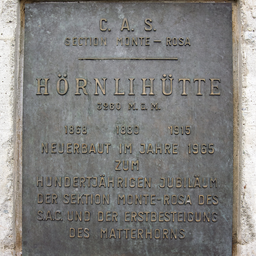 C. A. S.
SECTION MONTE-ROSA
HÖRNLIHÜTTE
3260 M. Ü. M.
1868 1880 1915
NEUERBAUT IM JAHRE 1965
ZUM
HUNDERTJÄHRIGEN JUBILÄUM
DER SEKTION MONTE-ROSA DES
S.A.C. UND DER ERSTBESTEIGUNG
DES MATTERHORNS